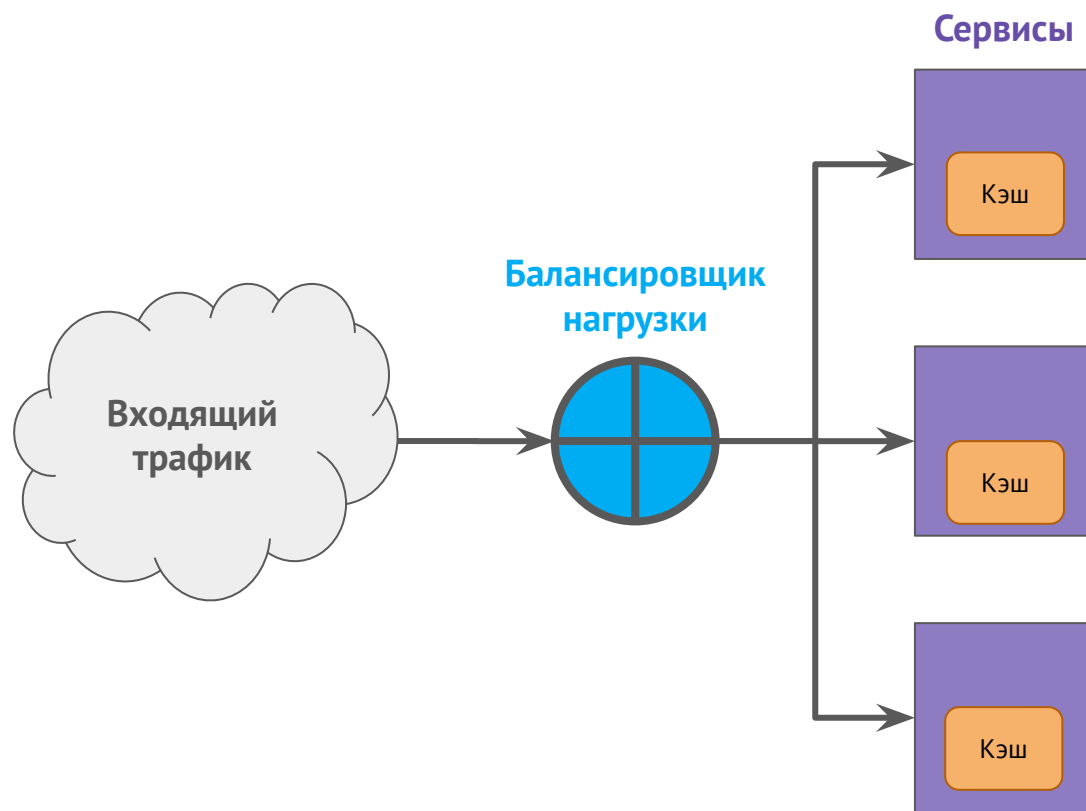 Сервисы
Кэш
Балансировщик
нагрузки
Входящий
трафик
Кэш
Кэш